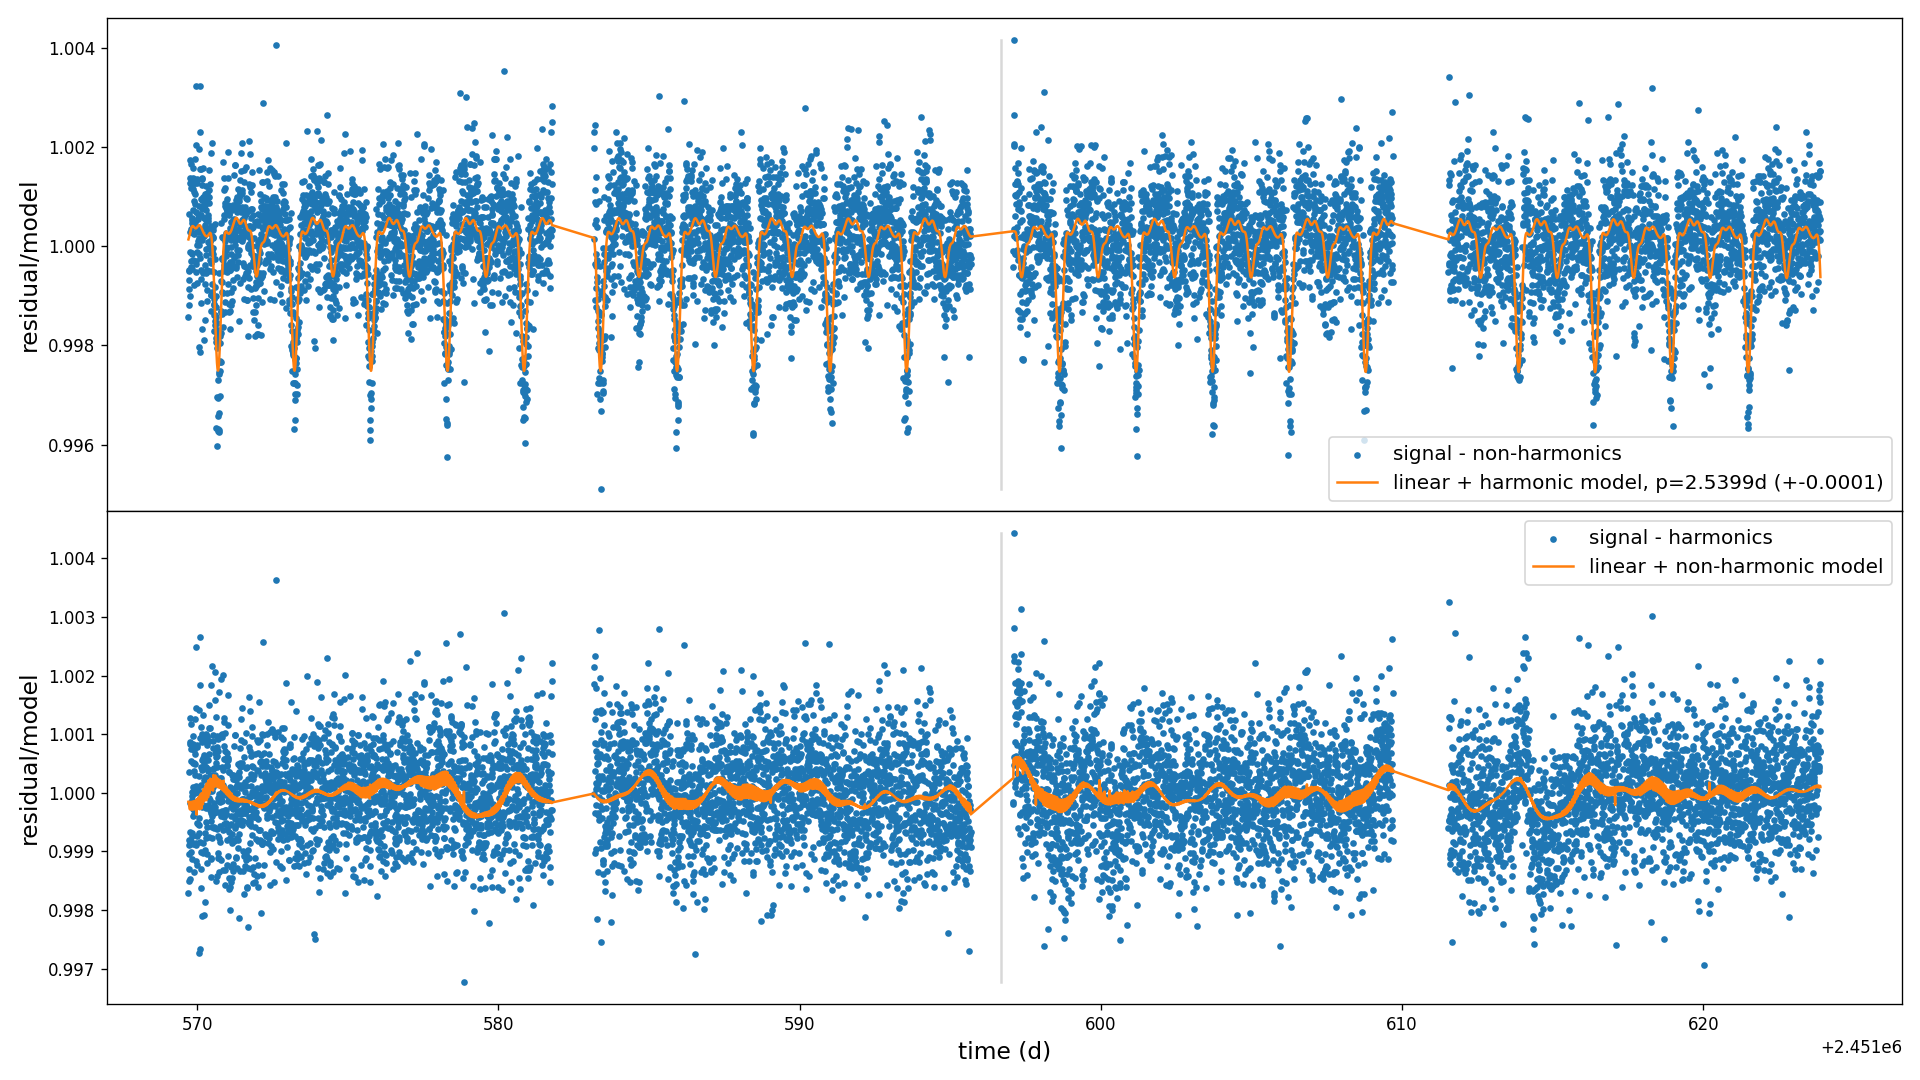 1.004
1.002
1.000
0.998
0.996
residual/model
signal - non-harmonics
linear + harmonic model, p=2.5399d (+-0.0001)
1.004
1.003
1.002
1.001
1.000
0.999
0.998
0.997
residual/model
signal - harmonics
linear + non-harmonic model
570
580
590
600
610
620
time (d)
+2.451e6